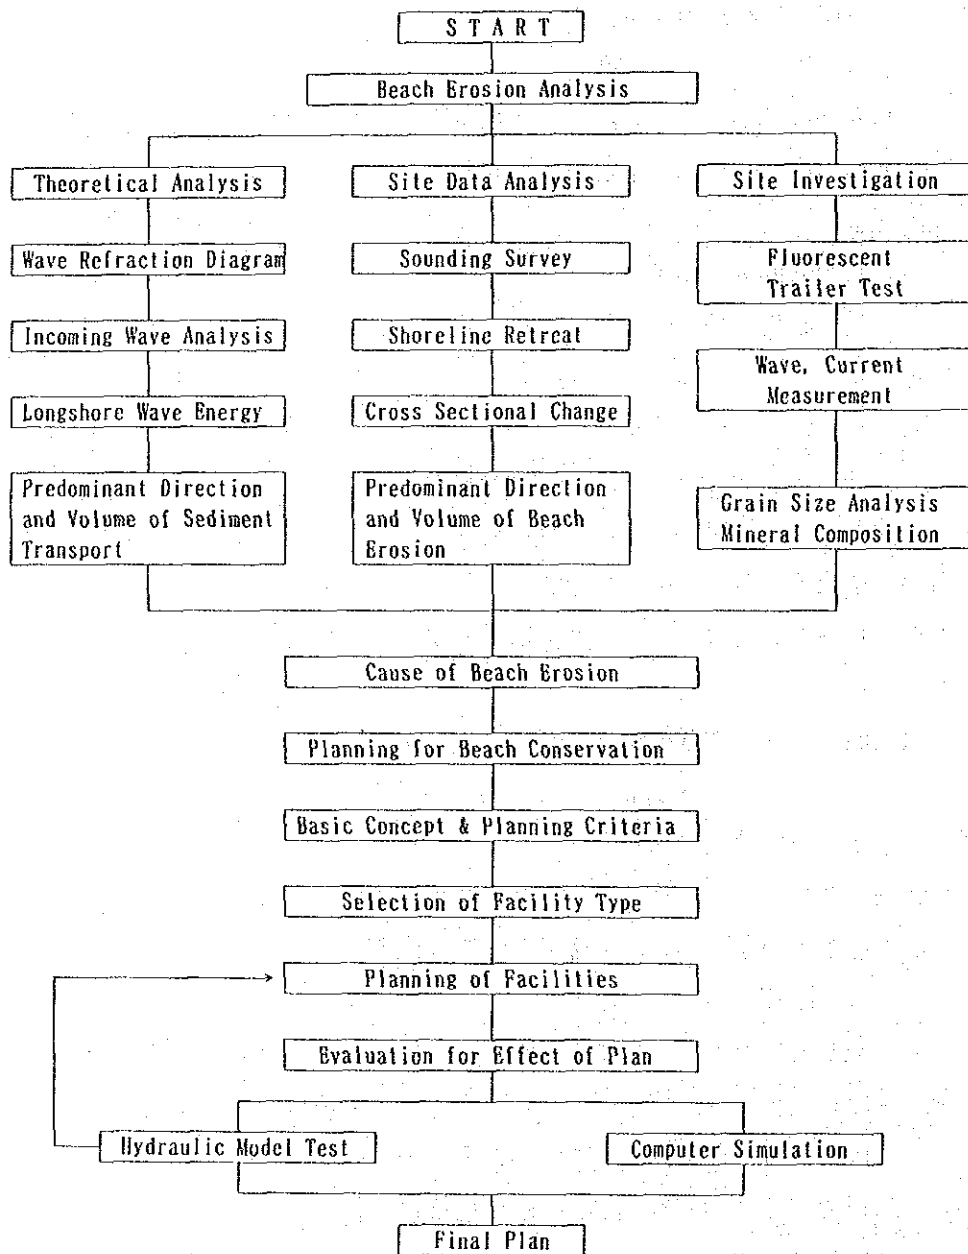 START
Beach Erosion Analysis
Theoretical Analysis
Site Data Analysis
Site Investigation
Wave Refraction Diagram
Sounding Survey
Fluorescent
Trailer Test
Incoming Wave Analysis
Shoreline Retreat
Wave, Current
Measurement
Longshore Wave Energy
Cross Sectional Change
Predominant Direction
and Volume of Sediment
Transport
Predominant Direction
and Volume of Beach
Erosion
Grain Size Analysis
Mineral Composition
Cause of Beach Erosion
Planning for Beach Conservation
Basic Concept & Planning Criteria
Selection of Facility Type
Planning of Facilities
Evaluation for Effect of Plan
Hydraulic Model Test
Computer Simulation
Final Plan